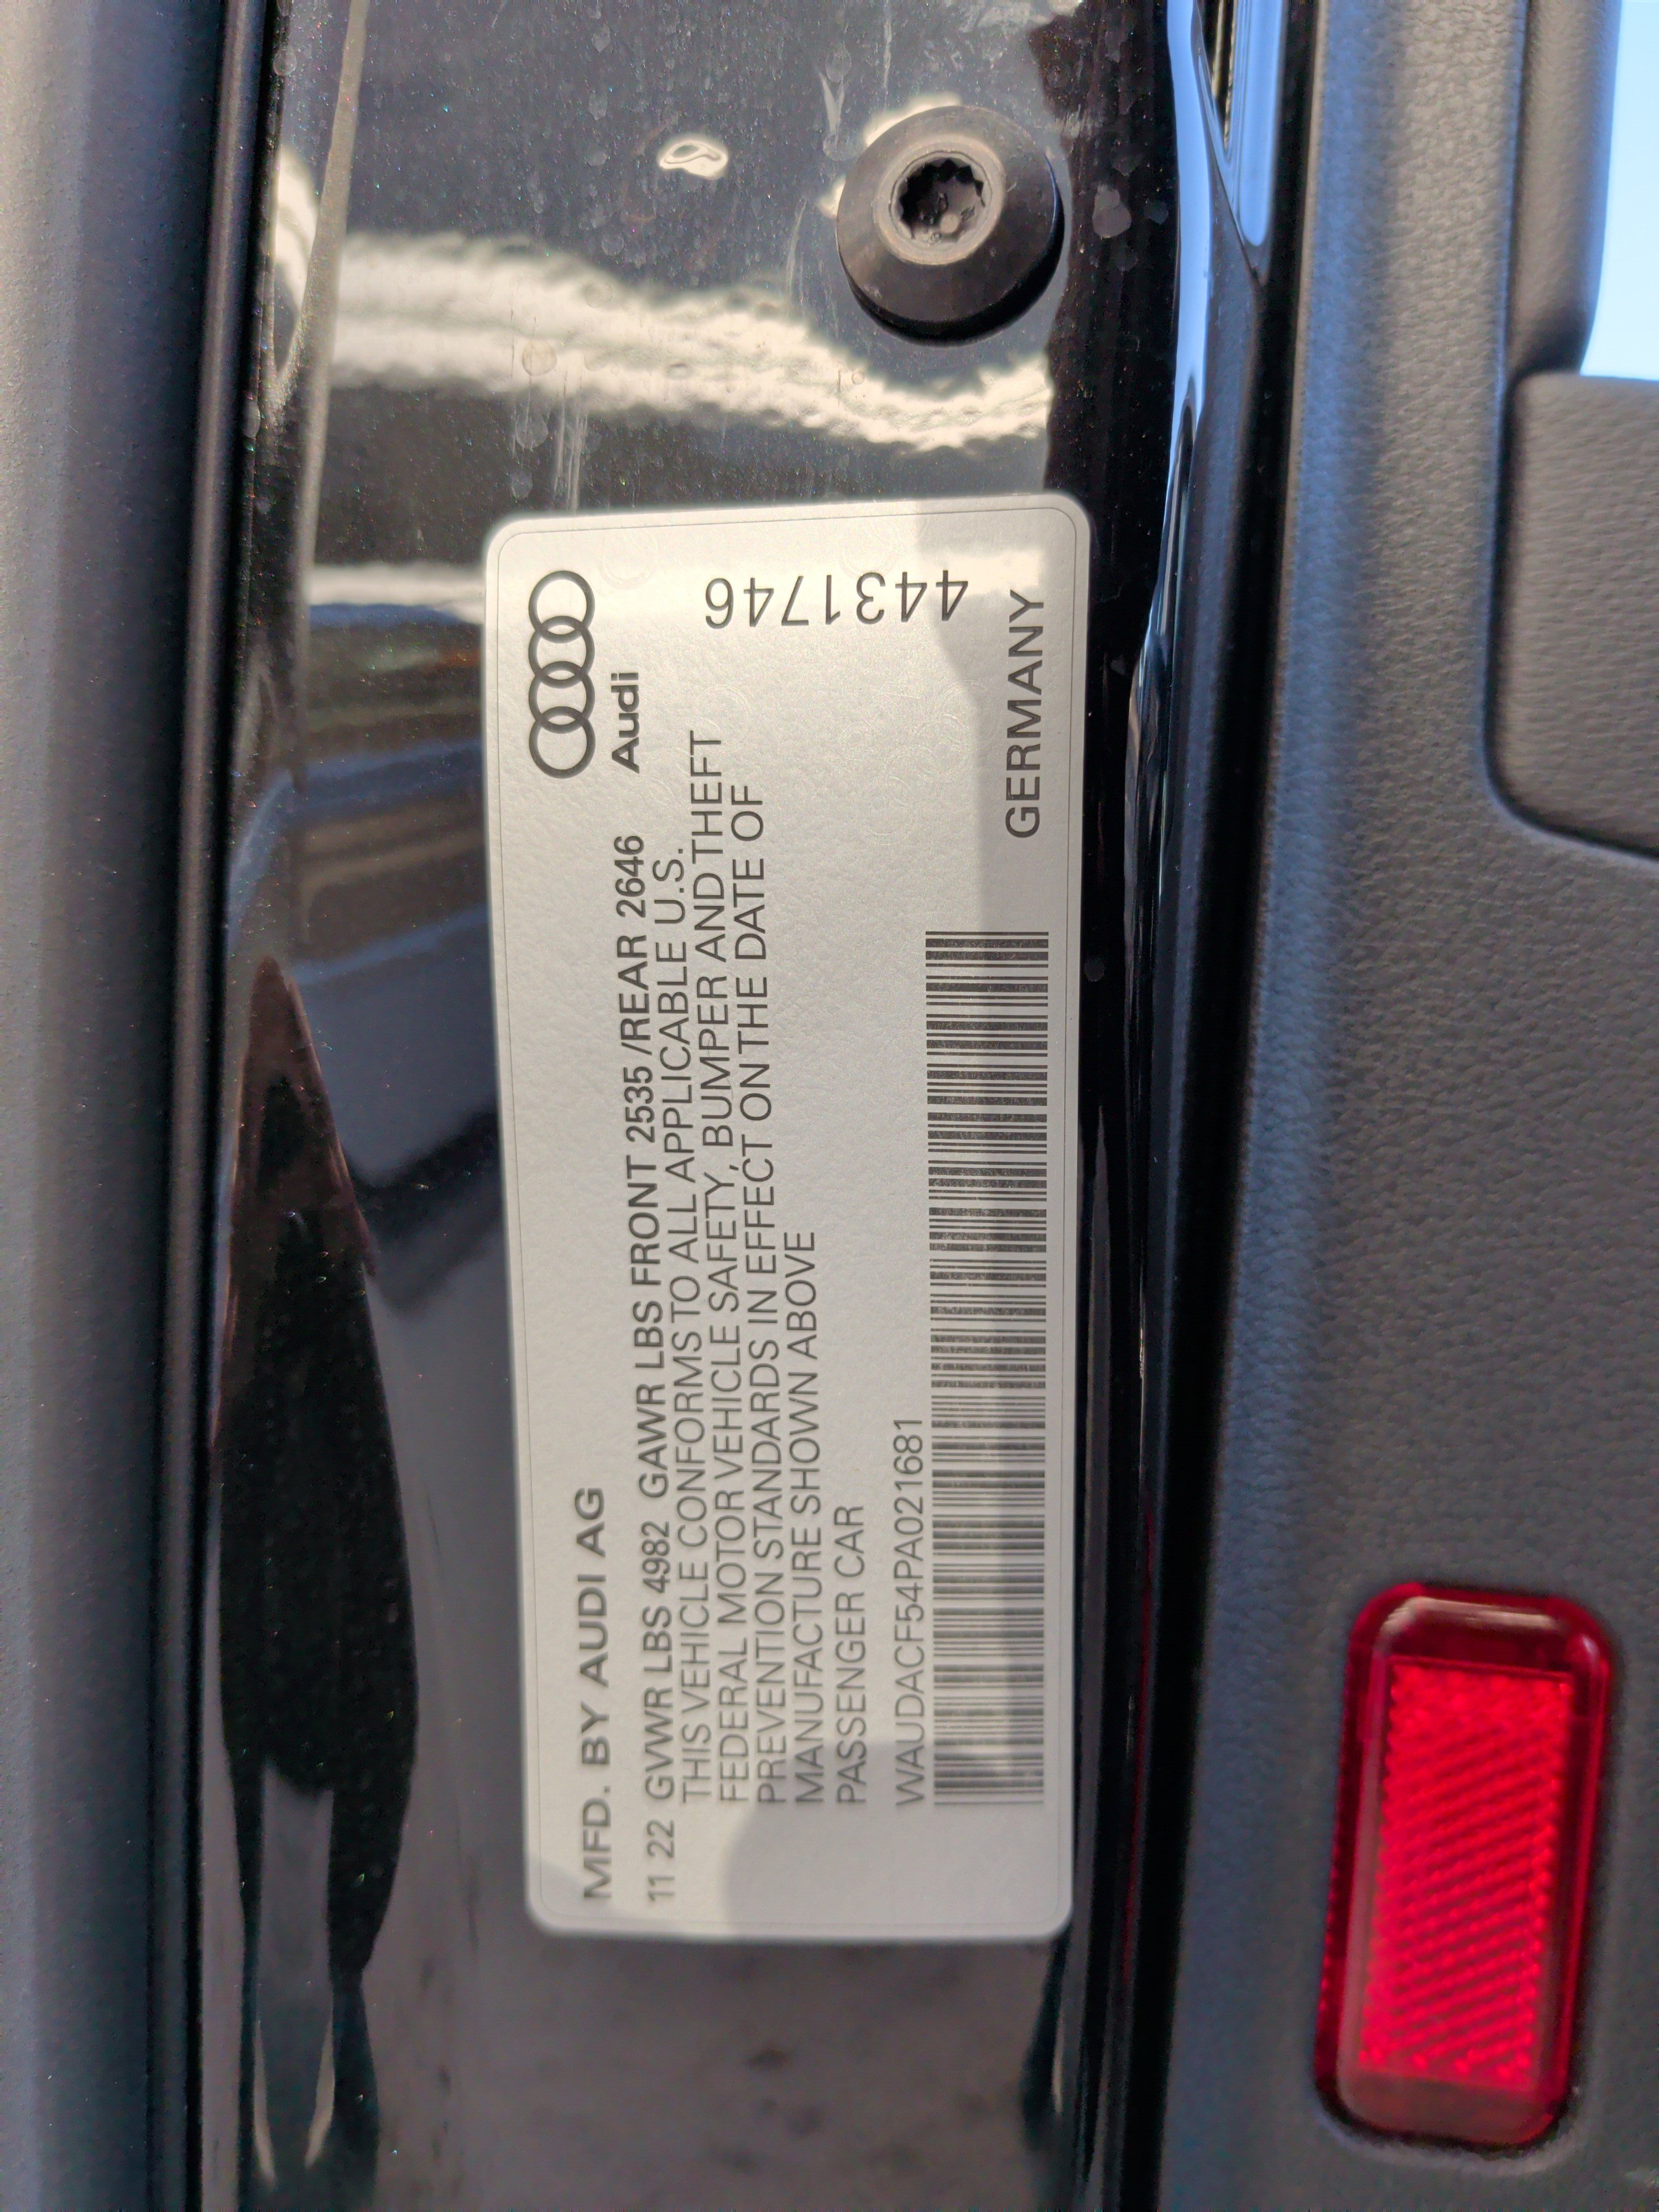 MFD. BY AUDI AG
Audi
11 22 GVWR LBS 4982 GAWR LBS FRONT 2535 /REAR 2646
THIS VEHICLE CONFORMS TO ALL APPLICABLE U.S.
FEDERAL MOTOR VEHICLE SAFETY, BUMPER AND THEFT
PREVENTION STANDARDS IN EFFECT ON THE DATE OF
MANUFACTURE SHOWN ABOVE
PASSENGER CAR
4431746
WAUDACF54PA021681
GERMANY